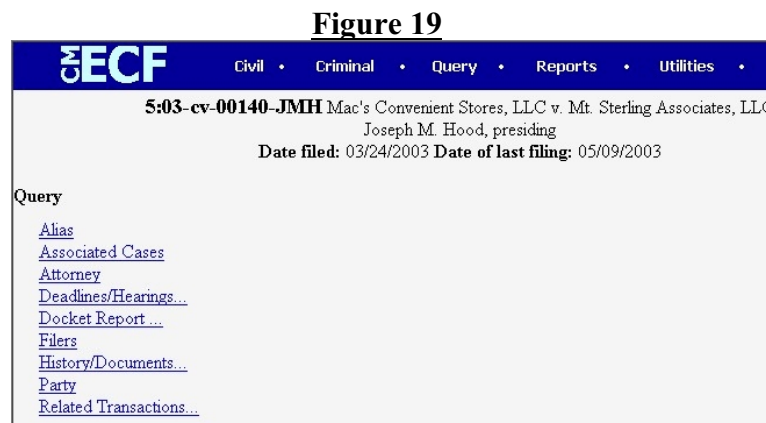 Figure 19
CM ECF Civil • Criminal • Query • Reports • Utilities •
5:03-cv-00140-JMH Mac's Convenient Stores, LLC v. Mt. Sterling Associates, LLC
Joseph M. Hood, presiding
Date filed: 03/24/2003 Date of last filing: 05/09/2003
Query
Alias
Associated Cases
Attorney
Deadlines/Hearings...
Docket Report ...
Filers
History/Documents...
Party
Related Transactions...